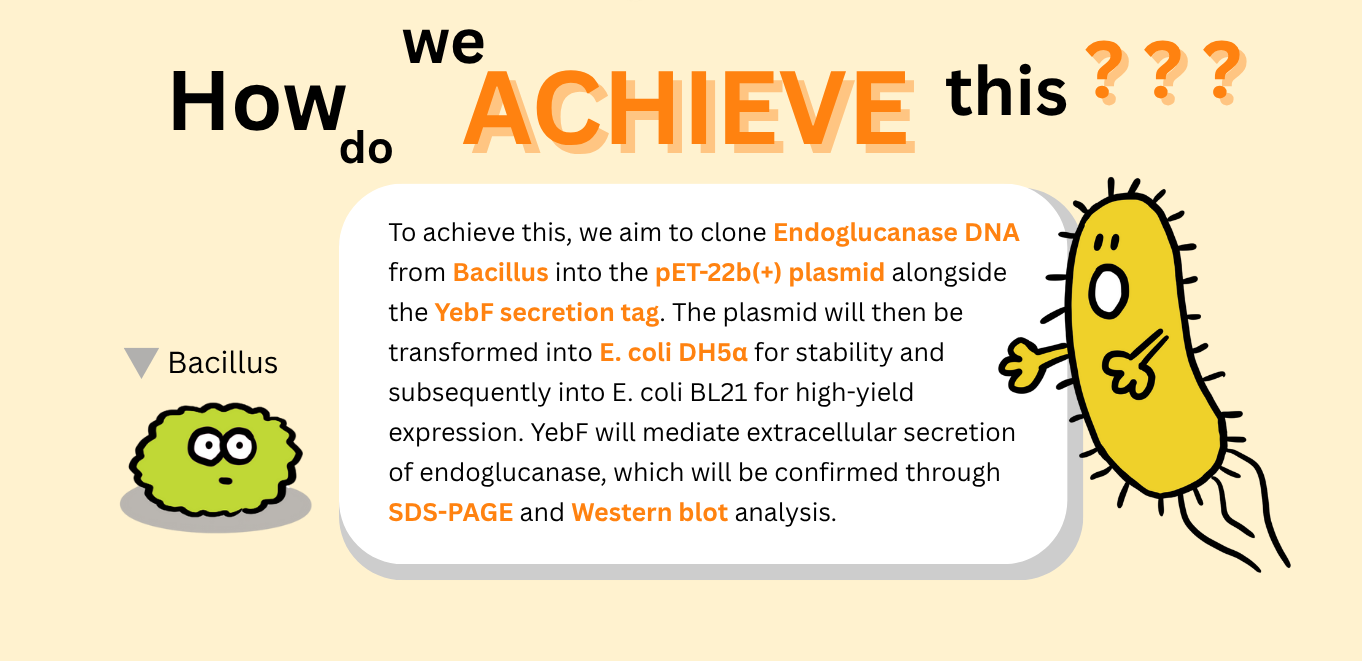 How do we ACHIEVE this ???
To achieve this, we aim to clone Endoglucanase DNA
from Bacillus into the pET-22b(+) plasmid alongside
the YebF secretion tag. The plasmid will then be
transformed into E. coli DH5α for stability and
subsequently into E. coli BL21 for high-yield
expression. YebF will mediate extracellular secretion
of endoglucanase, which will be confirmed through
SDS-PAGE and Western blot analysis.
Bacillus